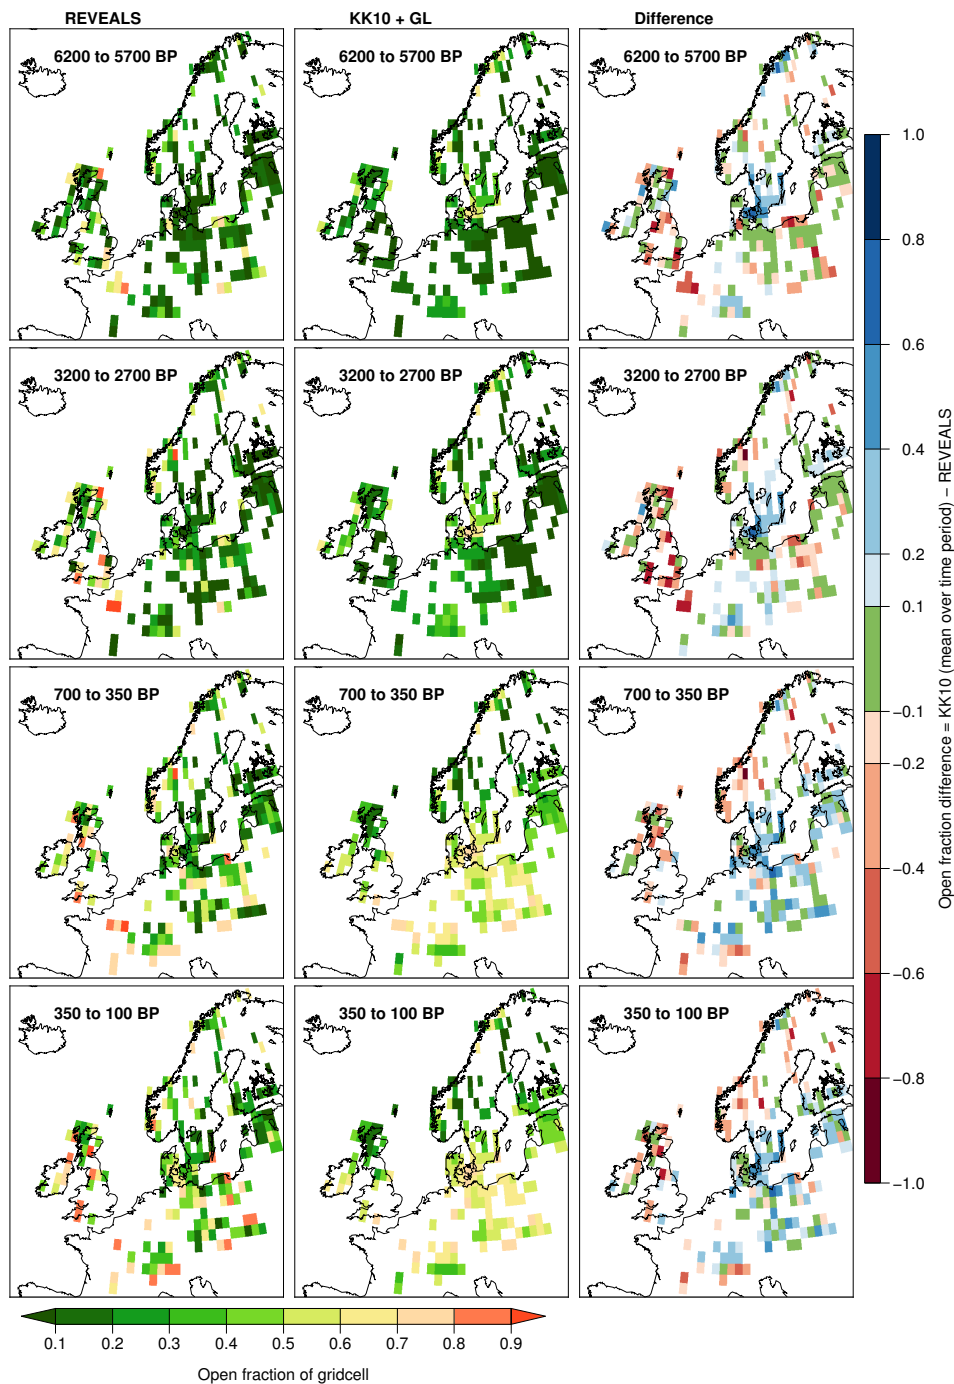 REVEALS
KK10 + GL
Difference
6200 to 5700 BP
6200 to 5700 BP
6200 to 5700 BP
3200 to 2700 BP
3200 to 2700 BP
3200 to 2700 BP
700 to 350 BP
700 to 350 BP
700 to 350 BP
350 to 100 BP
350 to 100 BP
350 to 100 BP
1.0
0.8
0.6
0.4
0.2
0.1
−0.1
−0.2
−0.4
−0.6
−0.8
−1.0
Open fraction difference = KK10 (mean over time period) − REVEALS
0.1 0.2 0.3 0.4 0.5 0.6 0.7 0.8 0.9
Open fraction of gridcell